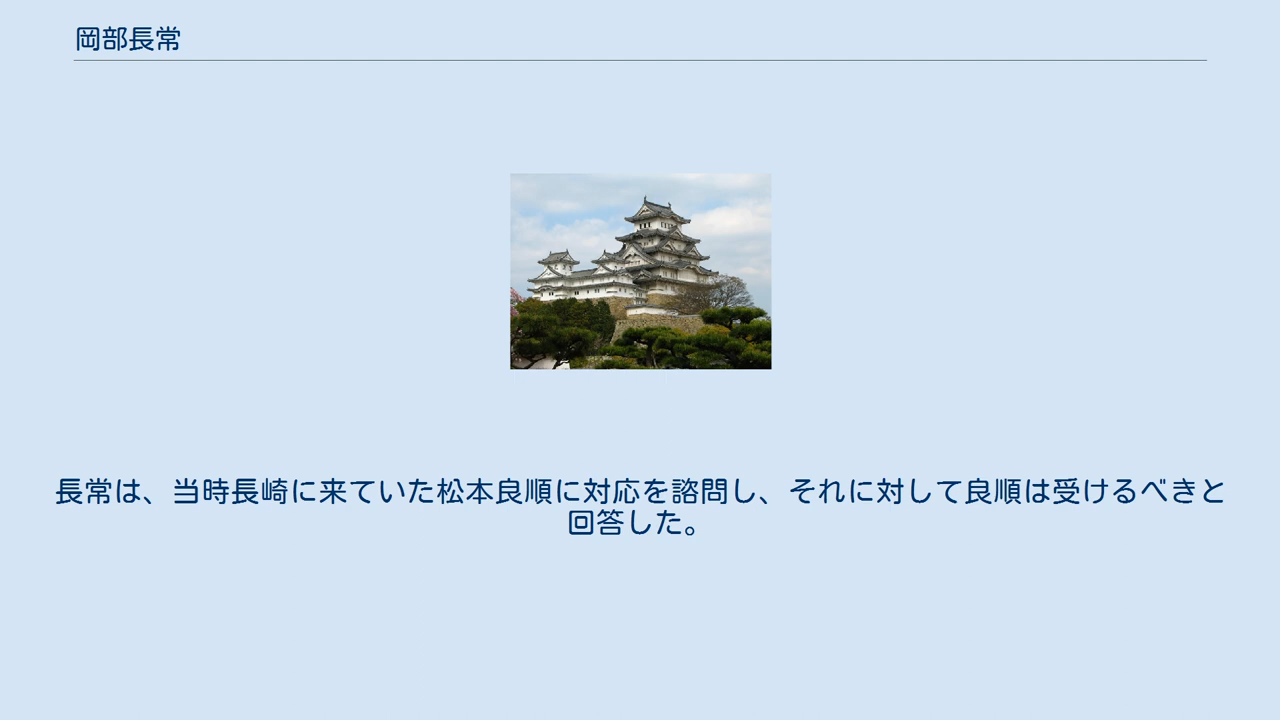 岡部長常
長常は、当時長崎に来ていた松本良順に対応を諮問し、それに対して良順は受けるべきと
回答した。